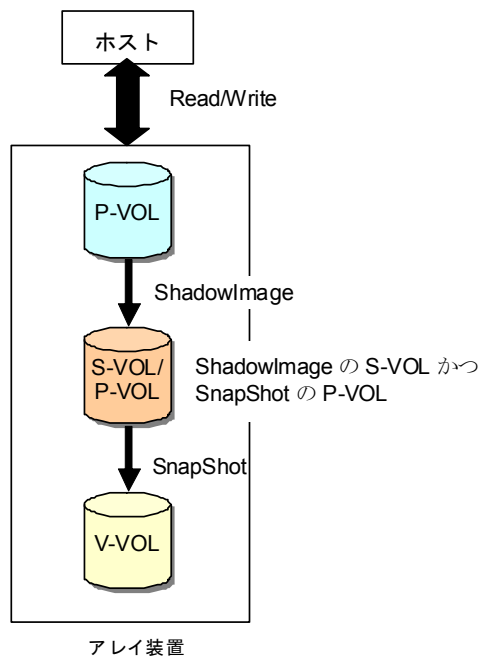 ホスト
Read/Write
P-VOL
ShadowImage
S-VOL/
P-VOL
ShadowImage の S-VOL かつ
SnapShot の P-VOL
SnapShot
V-VOL
アレイ装置